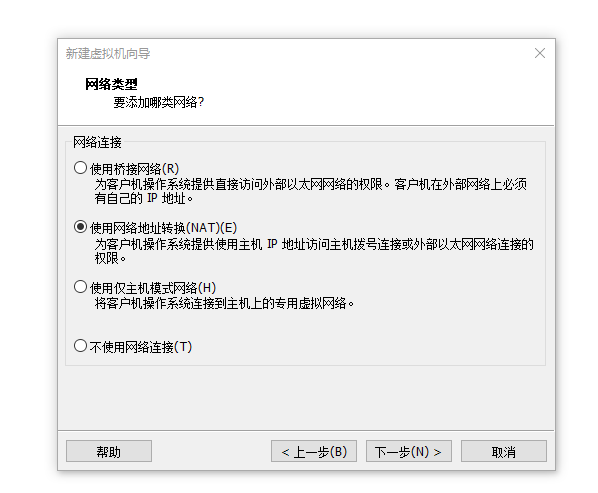 新建虚拟机向导
网络类型
要添加哪类网络?
网络连接
使用桥接网络(R)
为客户机操作系统提供直接访问外部以太网网络的权限。客户机在外部网络上必须
有自己的 IP 地址。
使用网络地址转换(NAT)(E)
为客户机操作系统提供使用主机 IP 地址访问主机拨号连接或外部以太网网络连接的
权限。
使用仅主机模式网络(H)
将客户机操作系统连接到主机上的专用虚拟网络。
不使用网络连接(T)
帮助
< 上一步(B)
下一步(N) >
取消